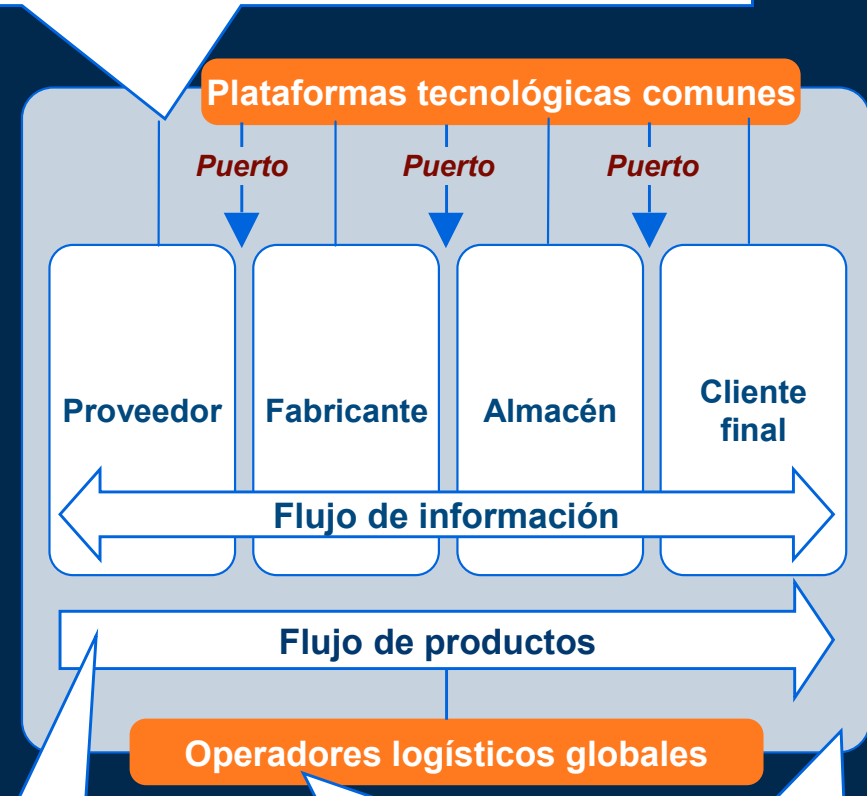 Plataformas tecnológicas comunes
Puerto Puerto Puerto
Proveedor Fabricante Almacén Cliente final
Flujo de información
Flujo de productos
Operadores logísticos globales